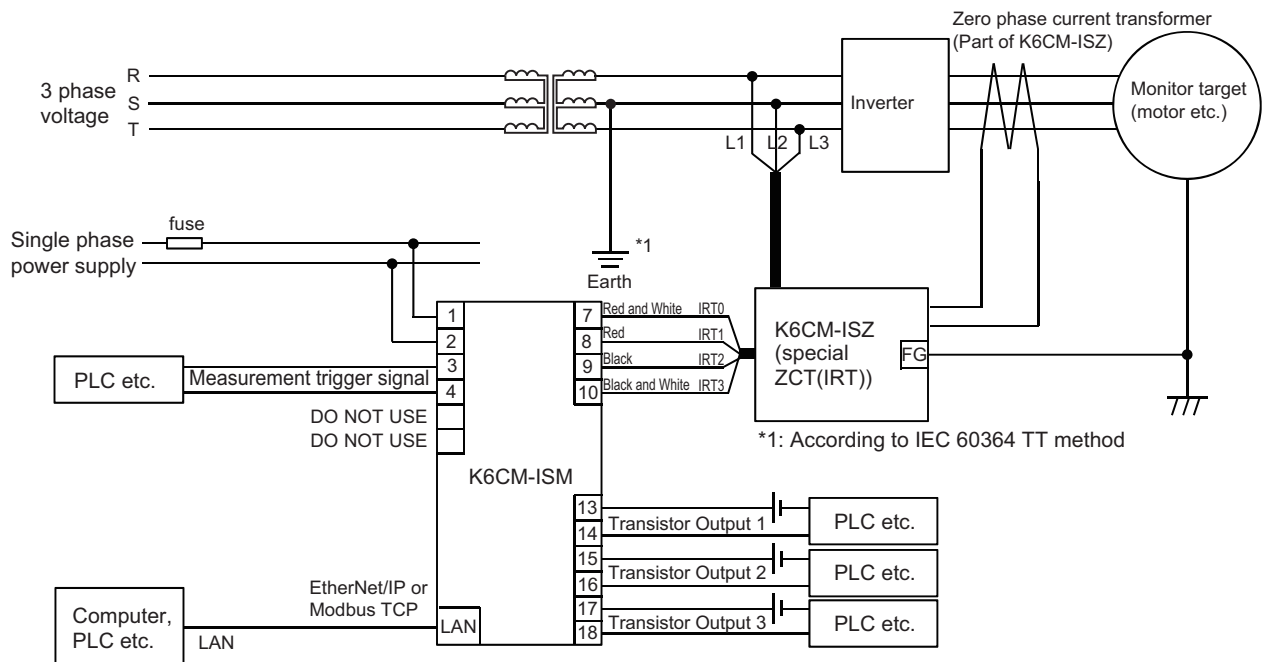 Zero phase current transformer
(Part of K6CM-ISZ)
3 phase
voltage
R
S
T
Inverter
Monitor target
(motor etc.)
L1
L2
L3
Single phase
power supply
fuse
*1
Earth
1
2
3
4
7
8
9
10
Red and White IRT0
Red IRT1
Black IRT2
Black and White IRT3
K6CM-ISZ
(special
ZCT(IRT))
FG
PLC etc.
Measurement trigger signal
DO NOT USE
DO NOT USE
*1: According to IEC 60364 TT method
K6CM-ISM
13
14
Transistor Output 1
PLC etc.
15
16
Transistor Output 2
PLC etc.
17
18
Transistor Output 3
PLC etc.
EtherNet/IP or
Modbus TCP
LAN
Computer,
PLC etc.
LAN